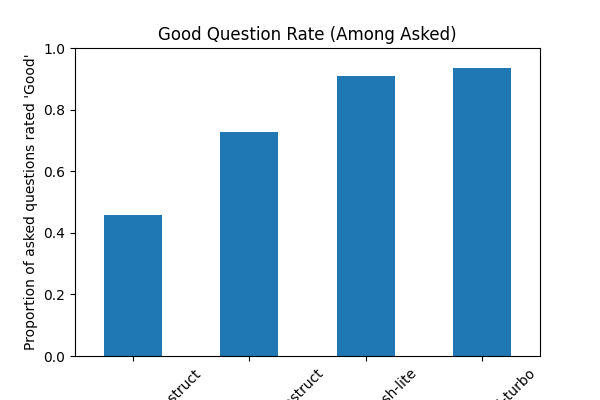 Good Question Rate (Among Asked)
Proportion of asked questions rated 'Good'
1.0
0.8
0.6
0.4
0.2
0.0
struct
struct
sh-lite
-turbo